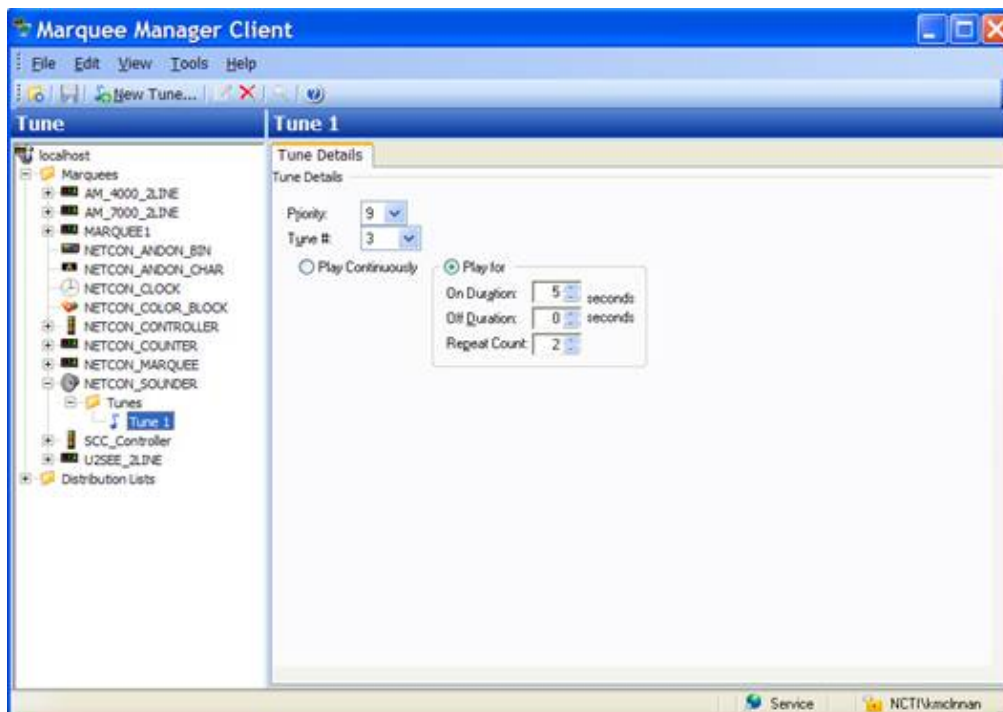 Marquee Manager Client
File Edit View Tools Help
New Tune...
Tune
Tune 1
localhost
Marquees
AM_4000_2LINE
AM_7000_2LINE
MARQUEE1
NETCON_ANDON_BIN
NETCON_ANDON_CHAR
NETCON_CLOCK
NETCON_COLOR_BLOCK
NETCON_CONTROLLER
NETCON_COUNTER
NETCON_MARQUEE
NETCON_SOUNDER
Tunes
Tune 1
SCC_Controller
U2SEE_2LINE
Distribution Lists
Tune Details
Tune Details
Priority: 9
Tune #: 3
Play Continuously
Play for
On Duration: 5 seconds
Off Duration: 0 seconds
Repeat Count: 2
Service
NCTI\kmclnnan